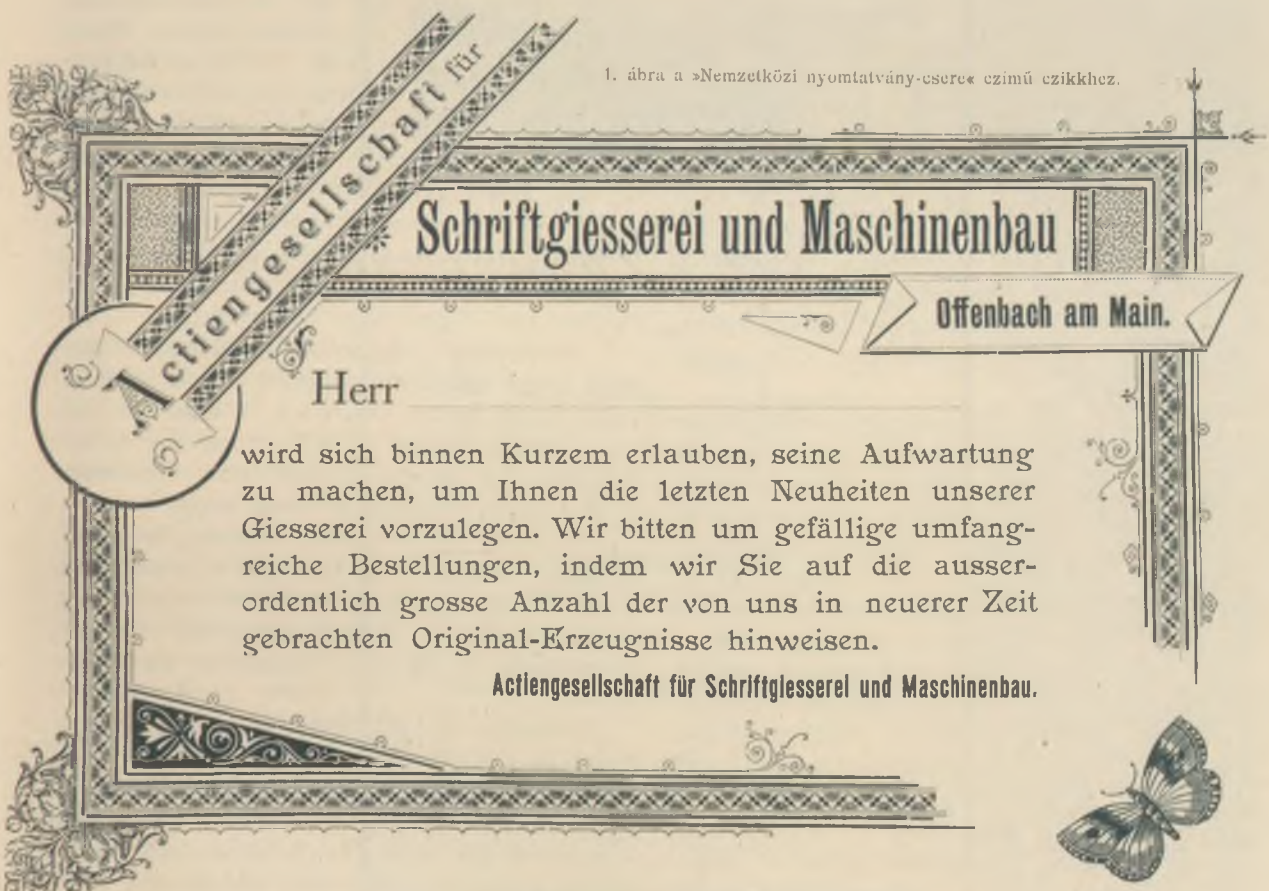 1. ábra a »Nemzetközi nyomtatvány-csere« czimű czikkhez.
Actiengesellschaft für
Schriftgiesserei und Maschinenbau
Offenbach am Main.
Herr
wird sich binnen Kurzem erlauben, seine Aufwartung
zu machen, um Ihnen die letzten Neuheiten unserer
Giesserei vorzulegen. Wir bitten um gefällige umfang-
reiche Bestellungen, indem wir Sie auf die ausser-
ordentlich grosse Anzahl der von uns in neuerer Zeit
gebrachten Original-Erzeugnisse hinweisen.
Actiengesellschaft für Schriftgiesserei und Maschinenbau.